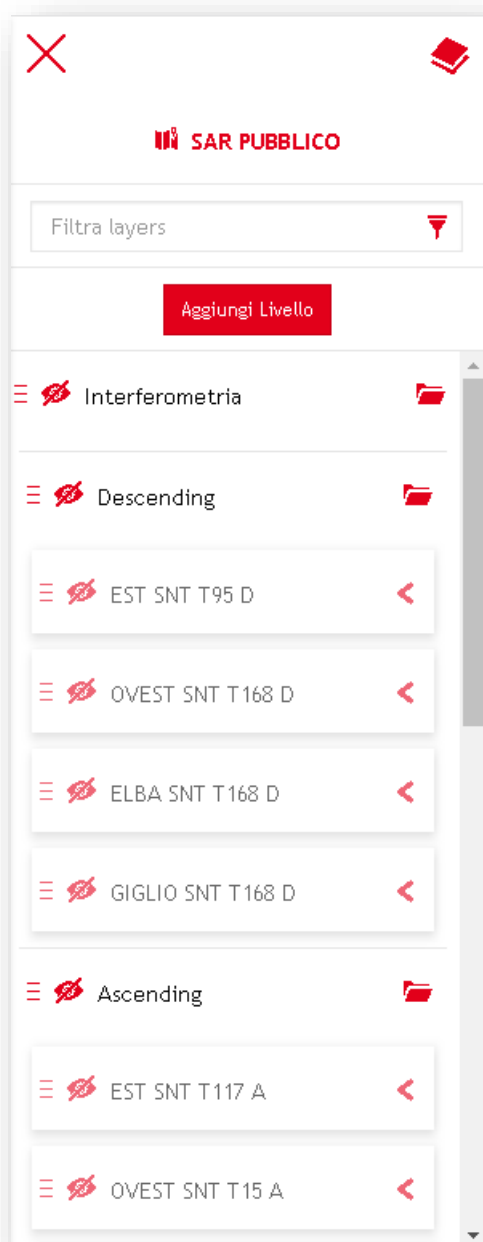 SAR PUBBLICO
Filtra layers
Aggiungi Livello
Interferometria
Descending
EST SNT T95 D
OVEST SNT T168 D
ELBA SNT T168 D
GIGLIO SNT T168 D
Ascending
EST SNT T117 A
OVEST SNT T15 A